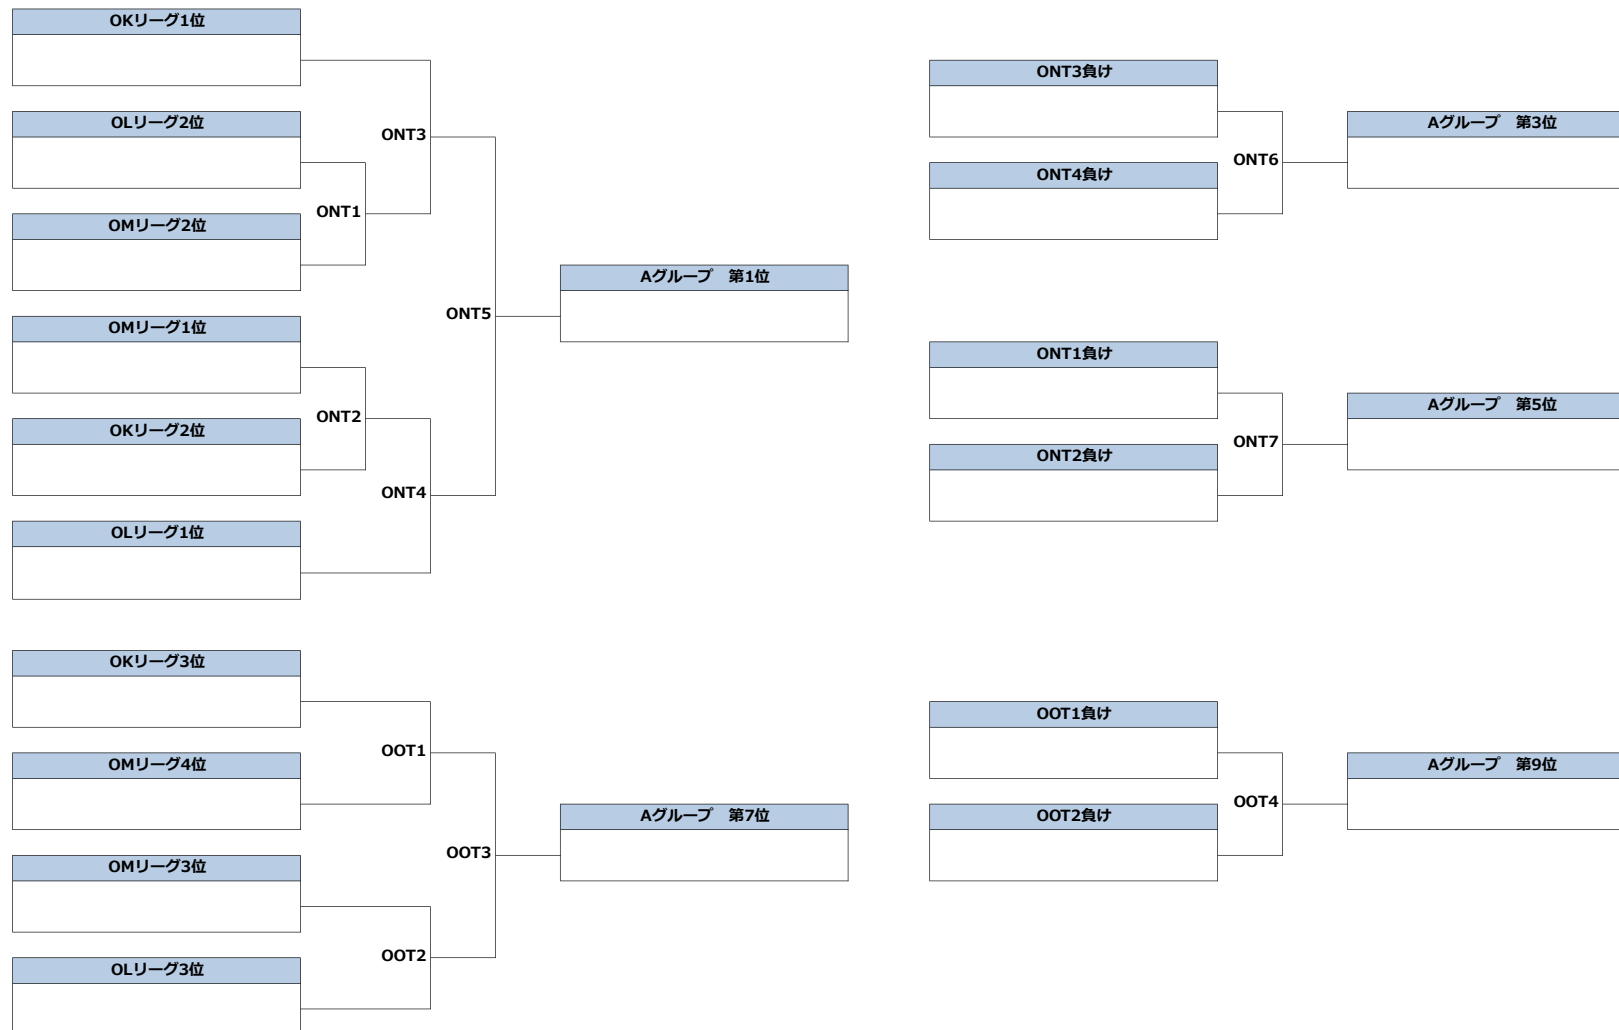 OKリーグ1位
OLリーグ2位
ONT3
ONT1
OMリーグ2位
Aグループ　第1位
ONT5
OMリーグ1位
ONT2
OKリーグ2位
ONT4
OLリーグ1位
ONT3負け
Aグループ　第3位
ONT6
ONT4負け
ONT1負け
Aグループ　第5位
ONT7
ONT2負け
OKリーグ3位
OOT1
OMリーグ4位
Aグループ　第7位
OOT3
OMリーグ3位
OOT2
OLリーグ3位
OOT1負け
Aグループ　第9位
OOT4
OOT2負け